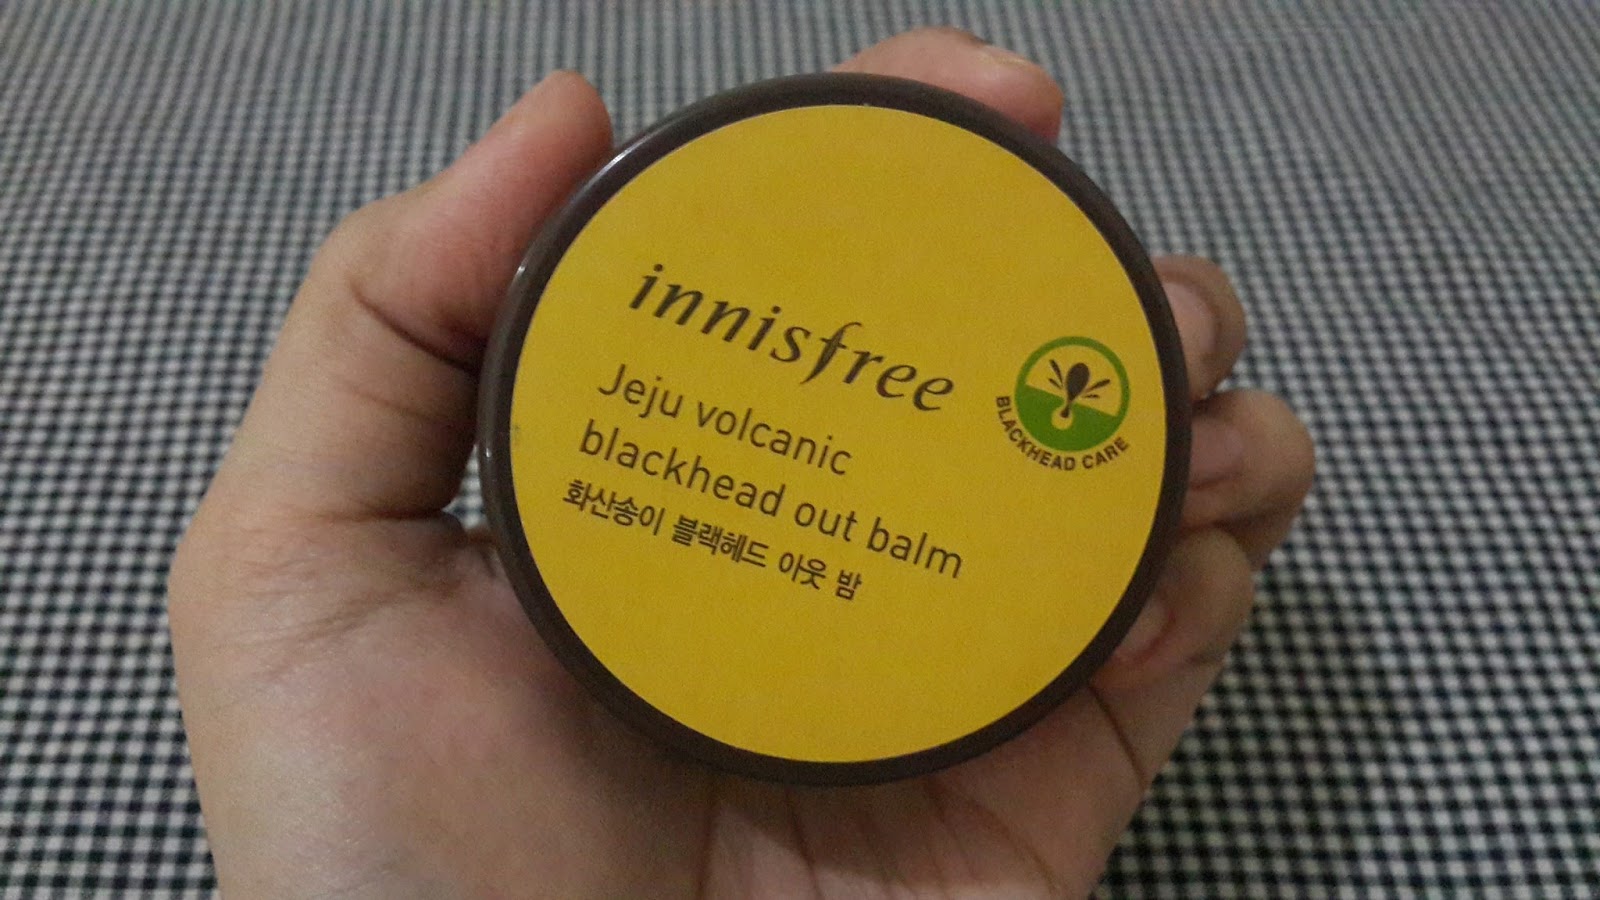 innisfree
Jeju volcanic
blackhead out balm
화산송이 블랙헤드 아웃 밤
BLACKHEAD CARE